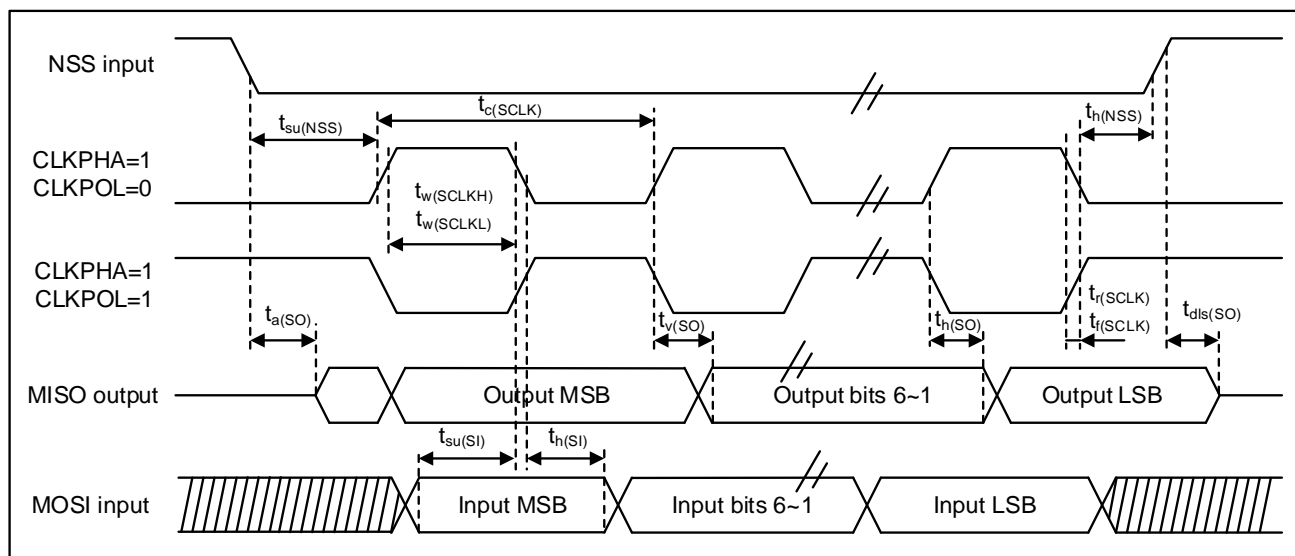 NSS input
tc(SCLK)
tsu(NSS)
th(NSS)
CLKPHA=1
CLKPOL=0
tw(SCLKH)
tw(SCLKL)
CLKPHA=1
CLKPOL=1
ta(SO)
tv(SO)
th(SO)
tr(SCLK)
tf(SCLK)
tdls(SO)
MISO output
Output MSB
Output bits 6~1
Output LSB
tsu(SI)
th(SI)
MOSI input
Input MSB
Input bits 6~1
Input LSB